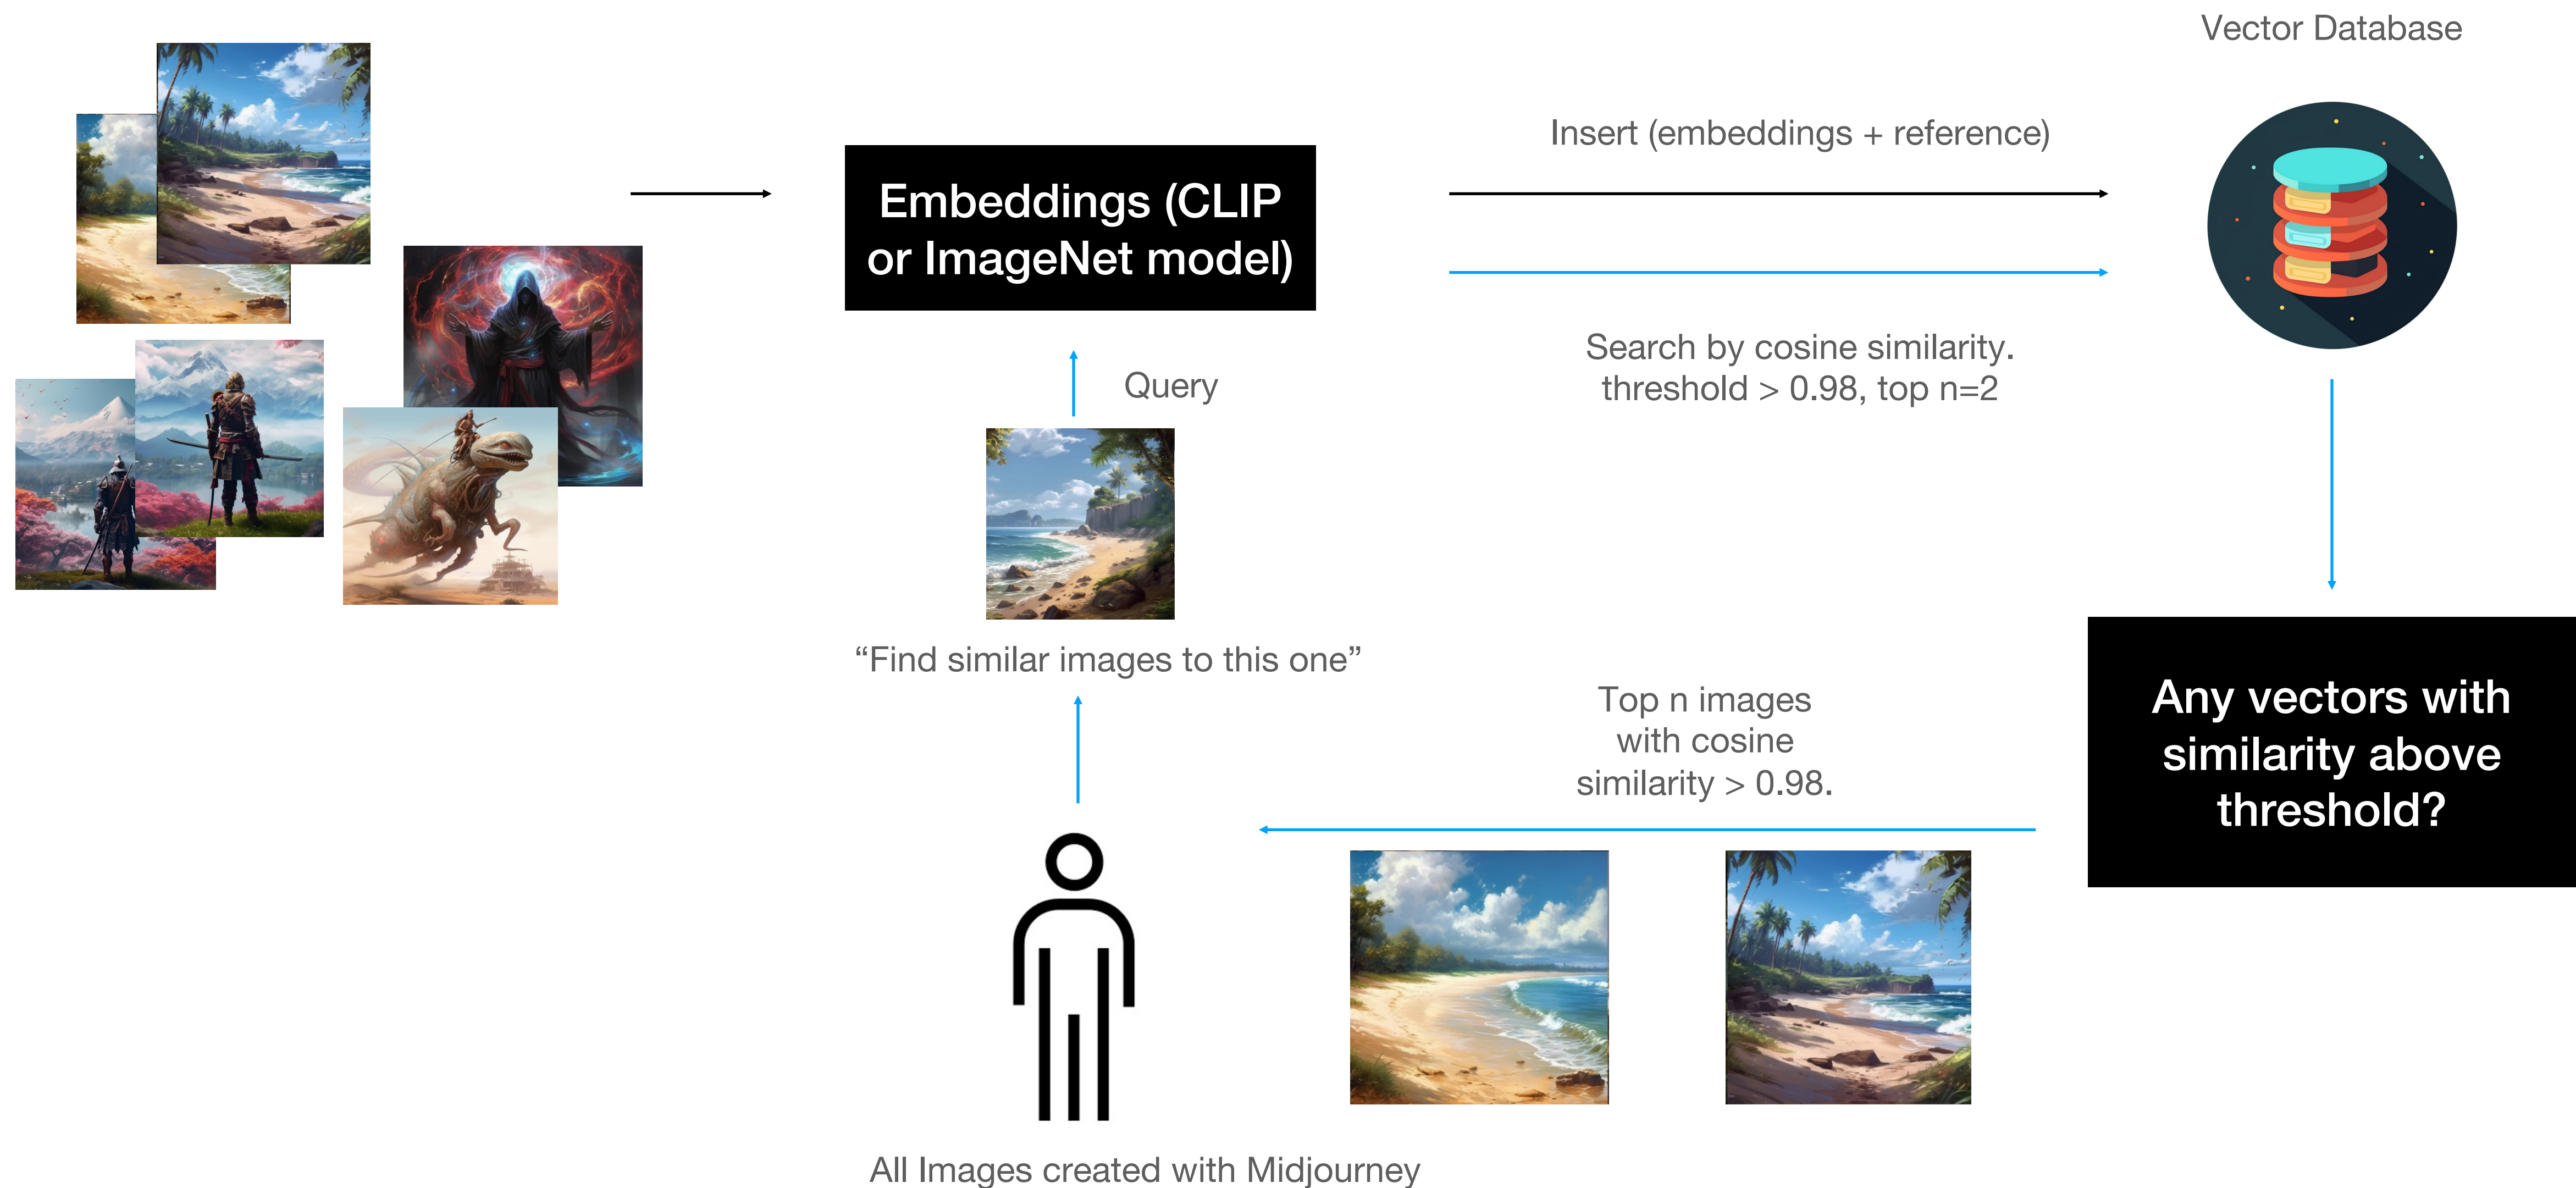 Vector Database
Insert (embeddings + reference)
Embeddings (CLIP
or ImageNet model)
Search by cosine similarity.
threshold > 0.98, top n=2
Query
“Find similar images to this one”
Any vectors with
similarity above
threshold?
Top n images
with cosine
similarity > 0.98.
All Images created with Midjourney